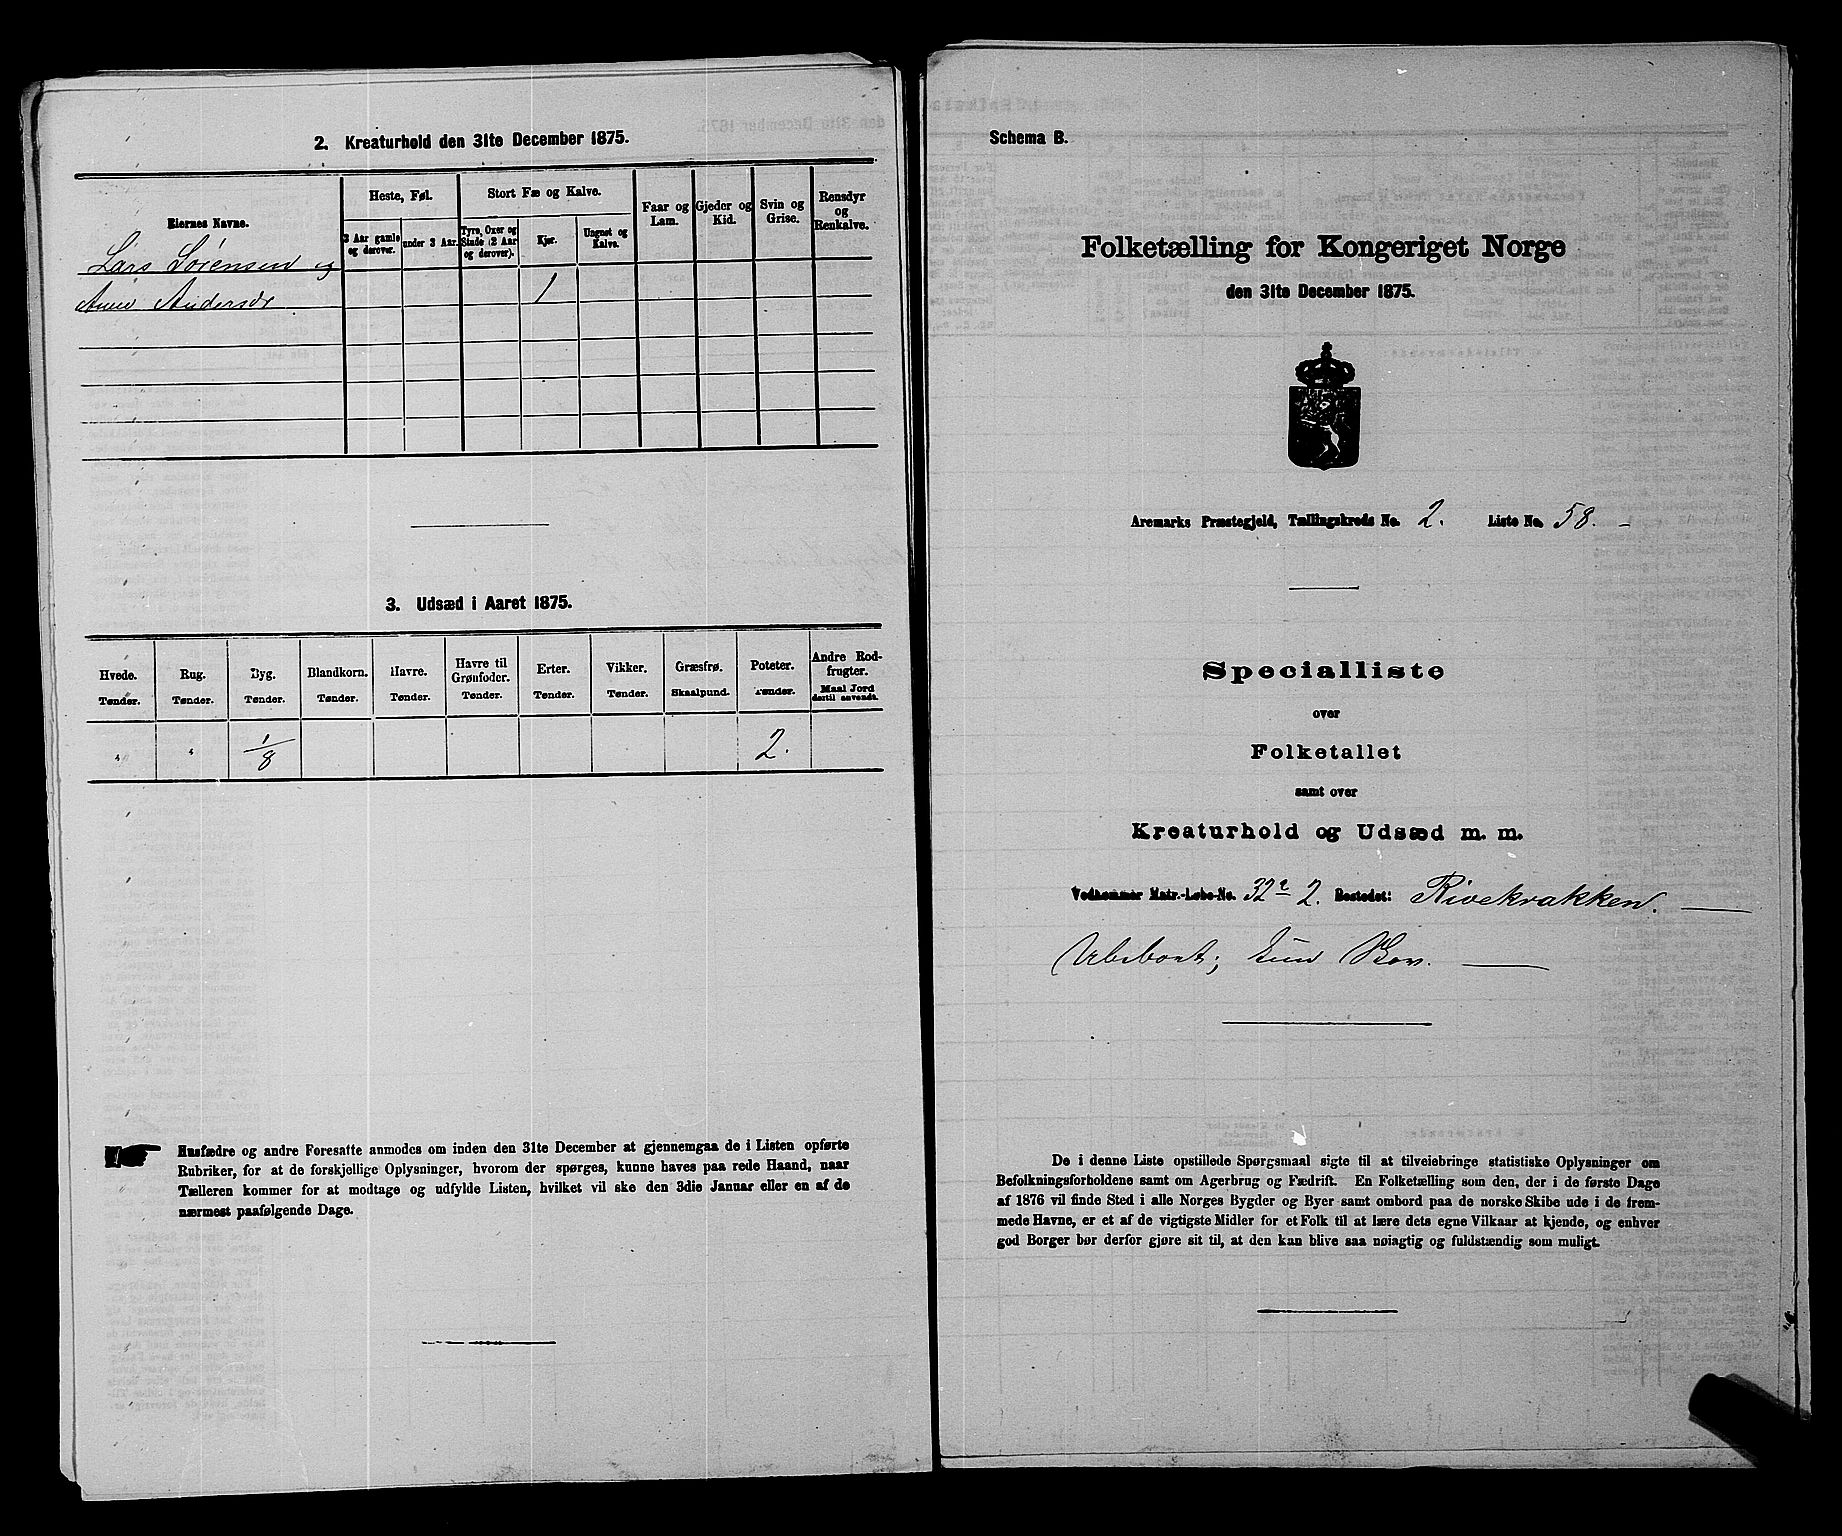 2. Kreaturhold den 31te December 1875.
Eiernes Navne.
Heste, Føl.
3 Aar gamle og derover.
under 3 Aar.
Stort Fæ og Kalve.
Tyre, Oxer og Stude (2 Aar og derover).
Kjør.
Ungnøt og Kalve.
Faar og Lam.
Gjeder og Kid.
Svin og Grise.
Rensdyr og Renkalve.
Lars Sørensen og
Anne Andersdr 1
3. Udsæd i Aaret 1875.
Hvede. Rug. Byg. Blandkorn. Havre. Havre til Grønfoder. Erter. Vikker. Græsfrø. Poteter. Andre Rodfrugter.
Tønder. Tønder. Tønder. Tønder. Tønder. Tønder. Tønder. Tønder. Skaalpund. Tønder. Maal Jord dertil anvendt.
" " 1/8 2.
Husfædre og andre Foresatte anmodes om inden den 31te December at gjennemgaa de i Listen opførte
Rubriker, for at de forskjellige Oplysninger, hvorom der spørges, kunne haves paa rede Haand, naar
Tælleren kommer for at modtage og udfylde Listen, hvilket vil ske den 3die Januar eller en af de
nærmest paafølgende Dage.
Schema B.
Folketælling for Kongeriget Norge
den 31te December 1875.
Aremarks Præstegjeld, Tællingskreds No. 2. Liste No. 58.
Specialliste
over
Folketallet
samt over
Kreaturhold og Udsæd m. m.
Vedkommer Matr.-Løbe-No. 32a 2. Bostedet: Rivekrakken.
Ubeboet; kun Skov.
De i denne Liste opstillede Spørgsmaal sigte til at tilveiebringe statistiske Oplysninger om
Befolkningsforholdene samt om Agerbrug og Fædrift. En Folketælling som den, der i de første Dage
af 1876 vil finde Sted i alle Norges Bygder og Byer samt ombord paa de norske Skibe ude i de frem-
mede Havne, er et af de vigtigste Midler for et Folk til at lære dets egne Vilkaar at kjende, og enhver
god Borger bør derfor gjøre sit til, at den kan blive saa nøiagtig og fuldstændig som muligt.